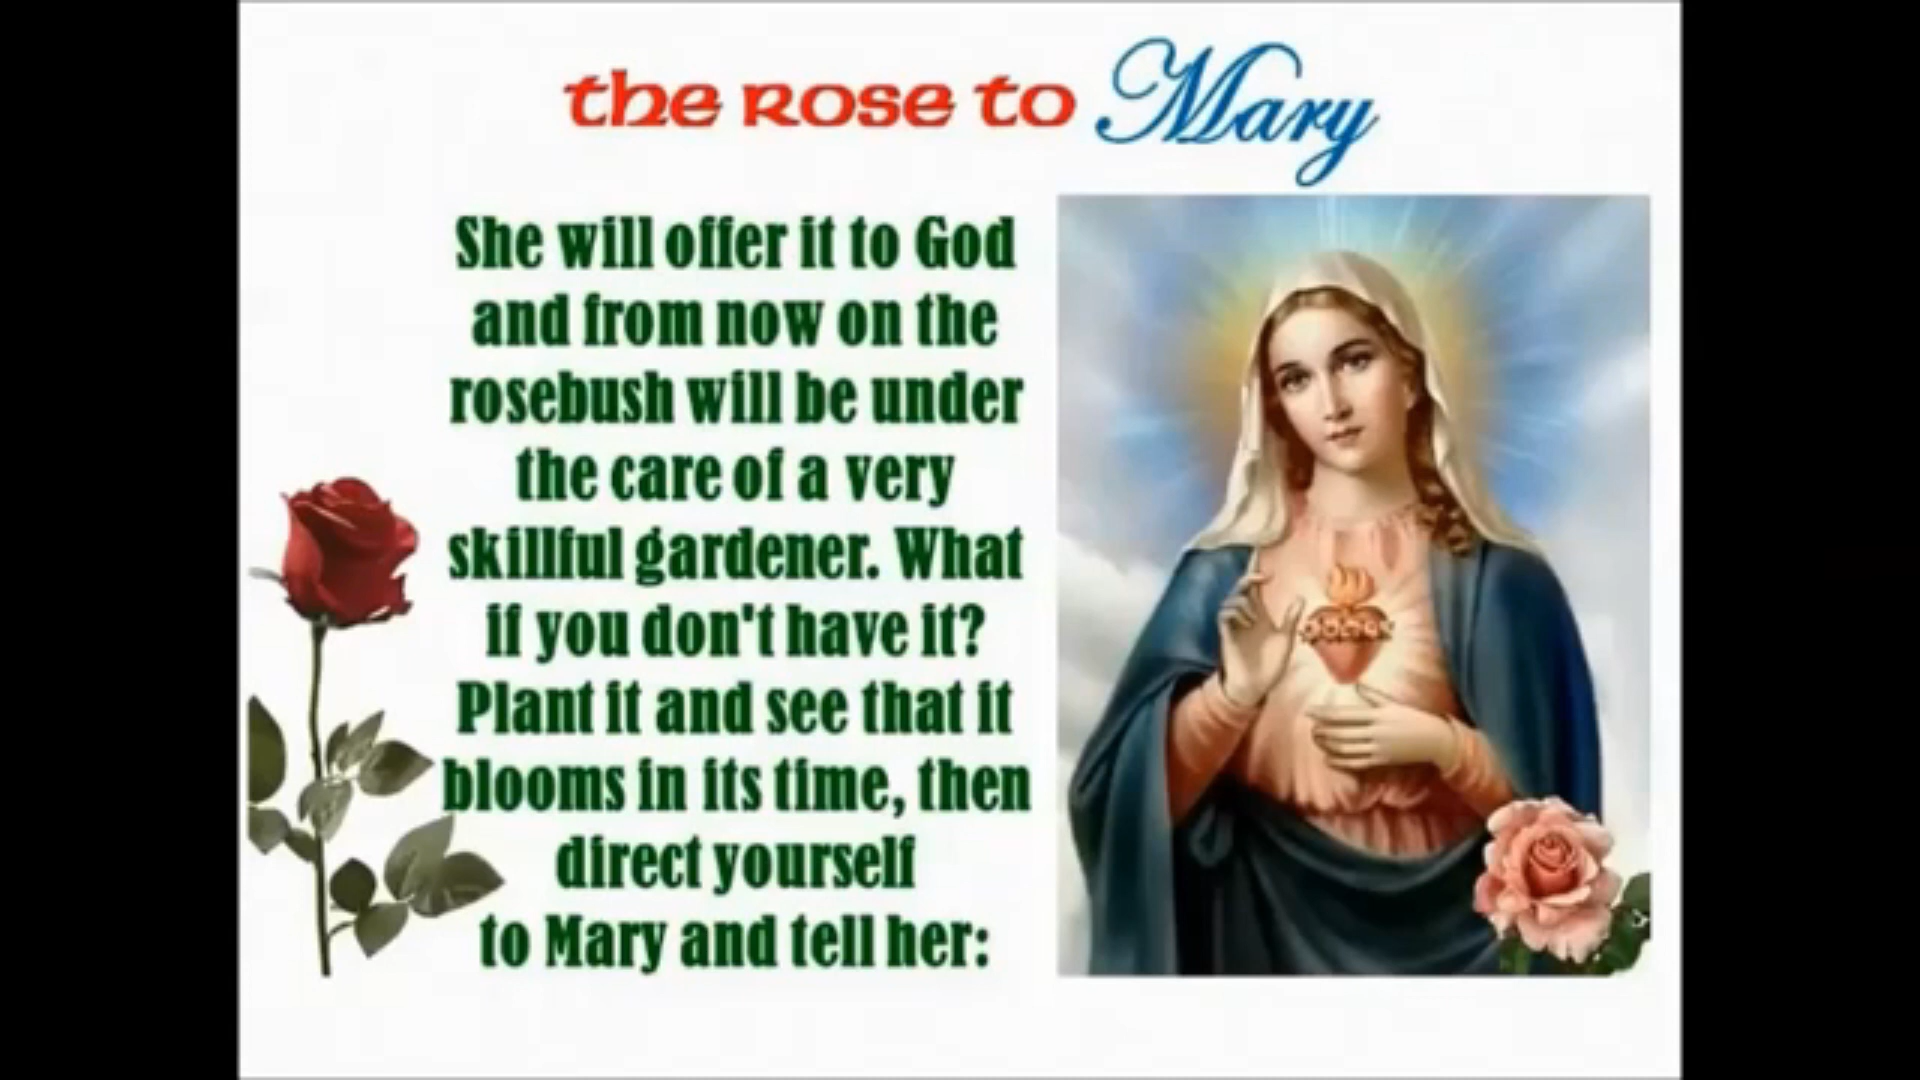 the Rose to Mary
She will offer it to God
and from now on the
rosebush will be under
the care of a very
skillful gardener. What
if you don't have it?
Plant it and see that it
blooms in its time, then
direct yourself
to Mary and tell her: